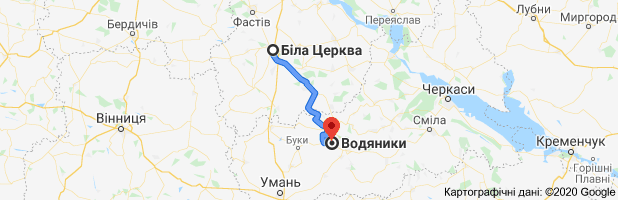 Бердичів
Фастів
Переяслав
Лубни
Миргород
Біла Церква
Черкаси
Вінниця
Сміла
Буки
Водяники
Кременчук
Горішні
Плавні
Умань
Картографічні дані: ©2020 Google